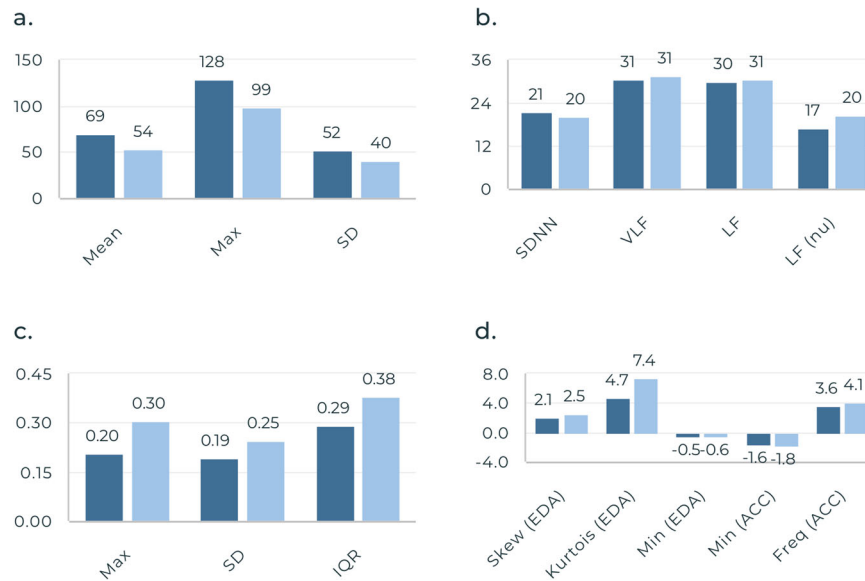 a.
150
100
50
0
69
54
128
99
52
40
Mean
Max
SD
b.
36
24
12
0
21
20
31
31
30
31
17
20
SDNN
VLF
LF
LF (nu)
c.
0.45
0.30
0.15
0.00
0.20
0.30
0.19
0.25
0.29
0.38
Max
SD
IQR
d.
8.0
4.0
0.0
-4.0
2.1
2.5
4.7
7.4
-0.5
-0.6
-1.6
-1.8
3.6
4.1
Skew (EDA)
Kurtois (EDA)
Min (EDA)
Min (ACC)
Freq (ACC)